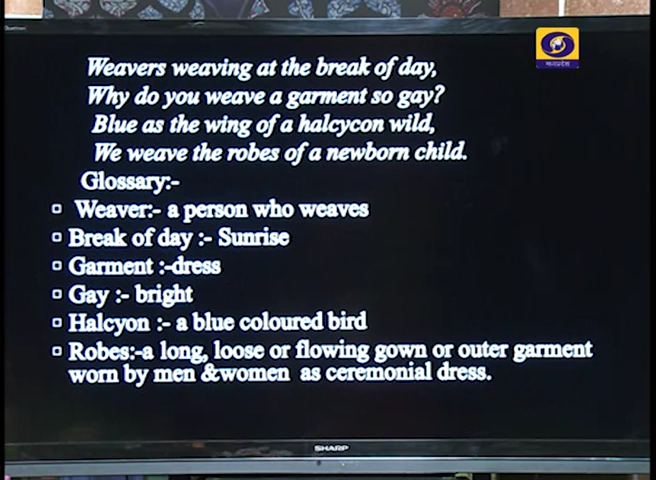 Weavers weaving at the break of day,
Why do you weave a garment so gay?
Blue as the wing of a halcycon wild,
We weave the robes of a newborn child.
Glossary:-
Weaver:- a person who weaves
Break of day :- Sunrise
Garment :-dress
Gay :- bright
Halcyon :- a blue coloured bird
Robes:-a long, loose or flowing gown or outer garment
worn by men &women as ceremonial dress.
मध्यप्रदेश
SHARP